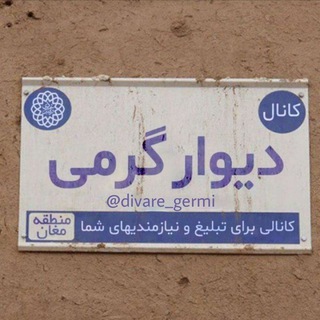 کانال
دیوار گرمی
@divare_germi
کانالی برای تبلیغ و نیازمندیهای شما
منطقه
مغان